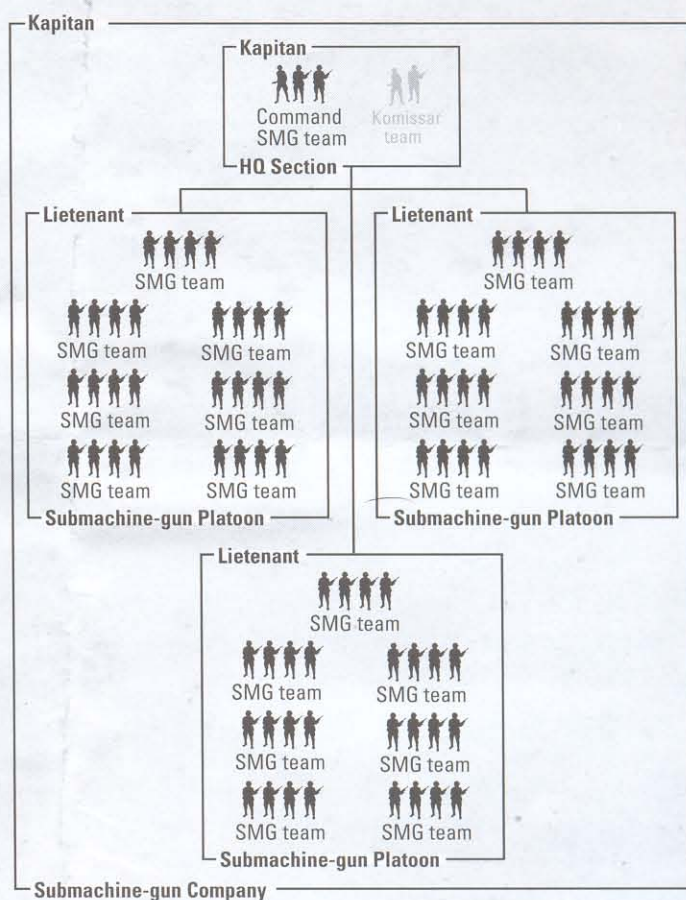 Kapitan
Kapitan
Command
SMG team
Komissar
team
HQ Section
Lietenant
SMG team
SMG team
SMG team
SMG team
SMG team
SMG team
SMG team
Submachine-gun Platoon
Lietenant
SMG team
SMG team
SMG team
SMG team
SMG team
SMG team
SMG team
Submachine-gun Platoon
Lietenant
SMG team
SMG team
SMG team
SMG team
SMG team
SMG team
SMG team
Submachine-gun Platoon
Submachine-gun Company